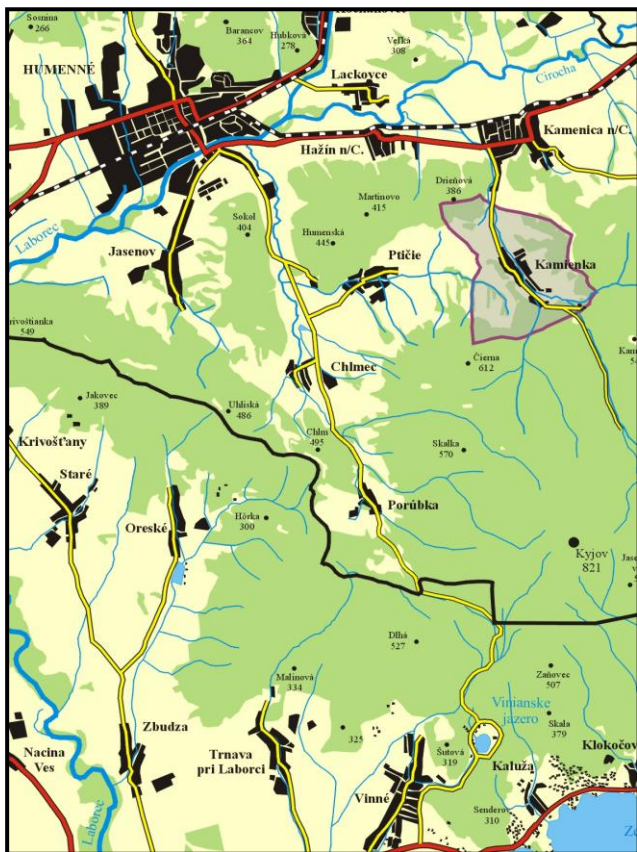 Sosnina
266
Barancov
364
Hubková
278
Veľká
308
HUMENNÉ
Lackovce
Cirocha
Hažín n/C.
Kamenica n/C.
Drieňová
386
Martinovo
415
Sokol
404
Humenská
445
Laborec
Jasenov
Ptičie
Kamienka
549
Chlmec
Čierna
612
Jakovec
389
Uhliská
486
Krivošťany
Chlm
495
Skalka
570
Staré
Oreské
Hôrka
300
Porúbka
Kyjov
821
Dlhá
527
Malinová
334
Zaňovec
507
Vinianske
jazero
Skala
379
325
Zbudza
Trnava
pri Laborci
Šutová
319
Klokočov
Nacina
Ves
Vinné
Kaluža
Senderov
310
Laborec